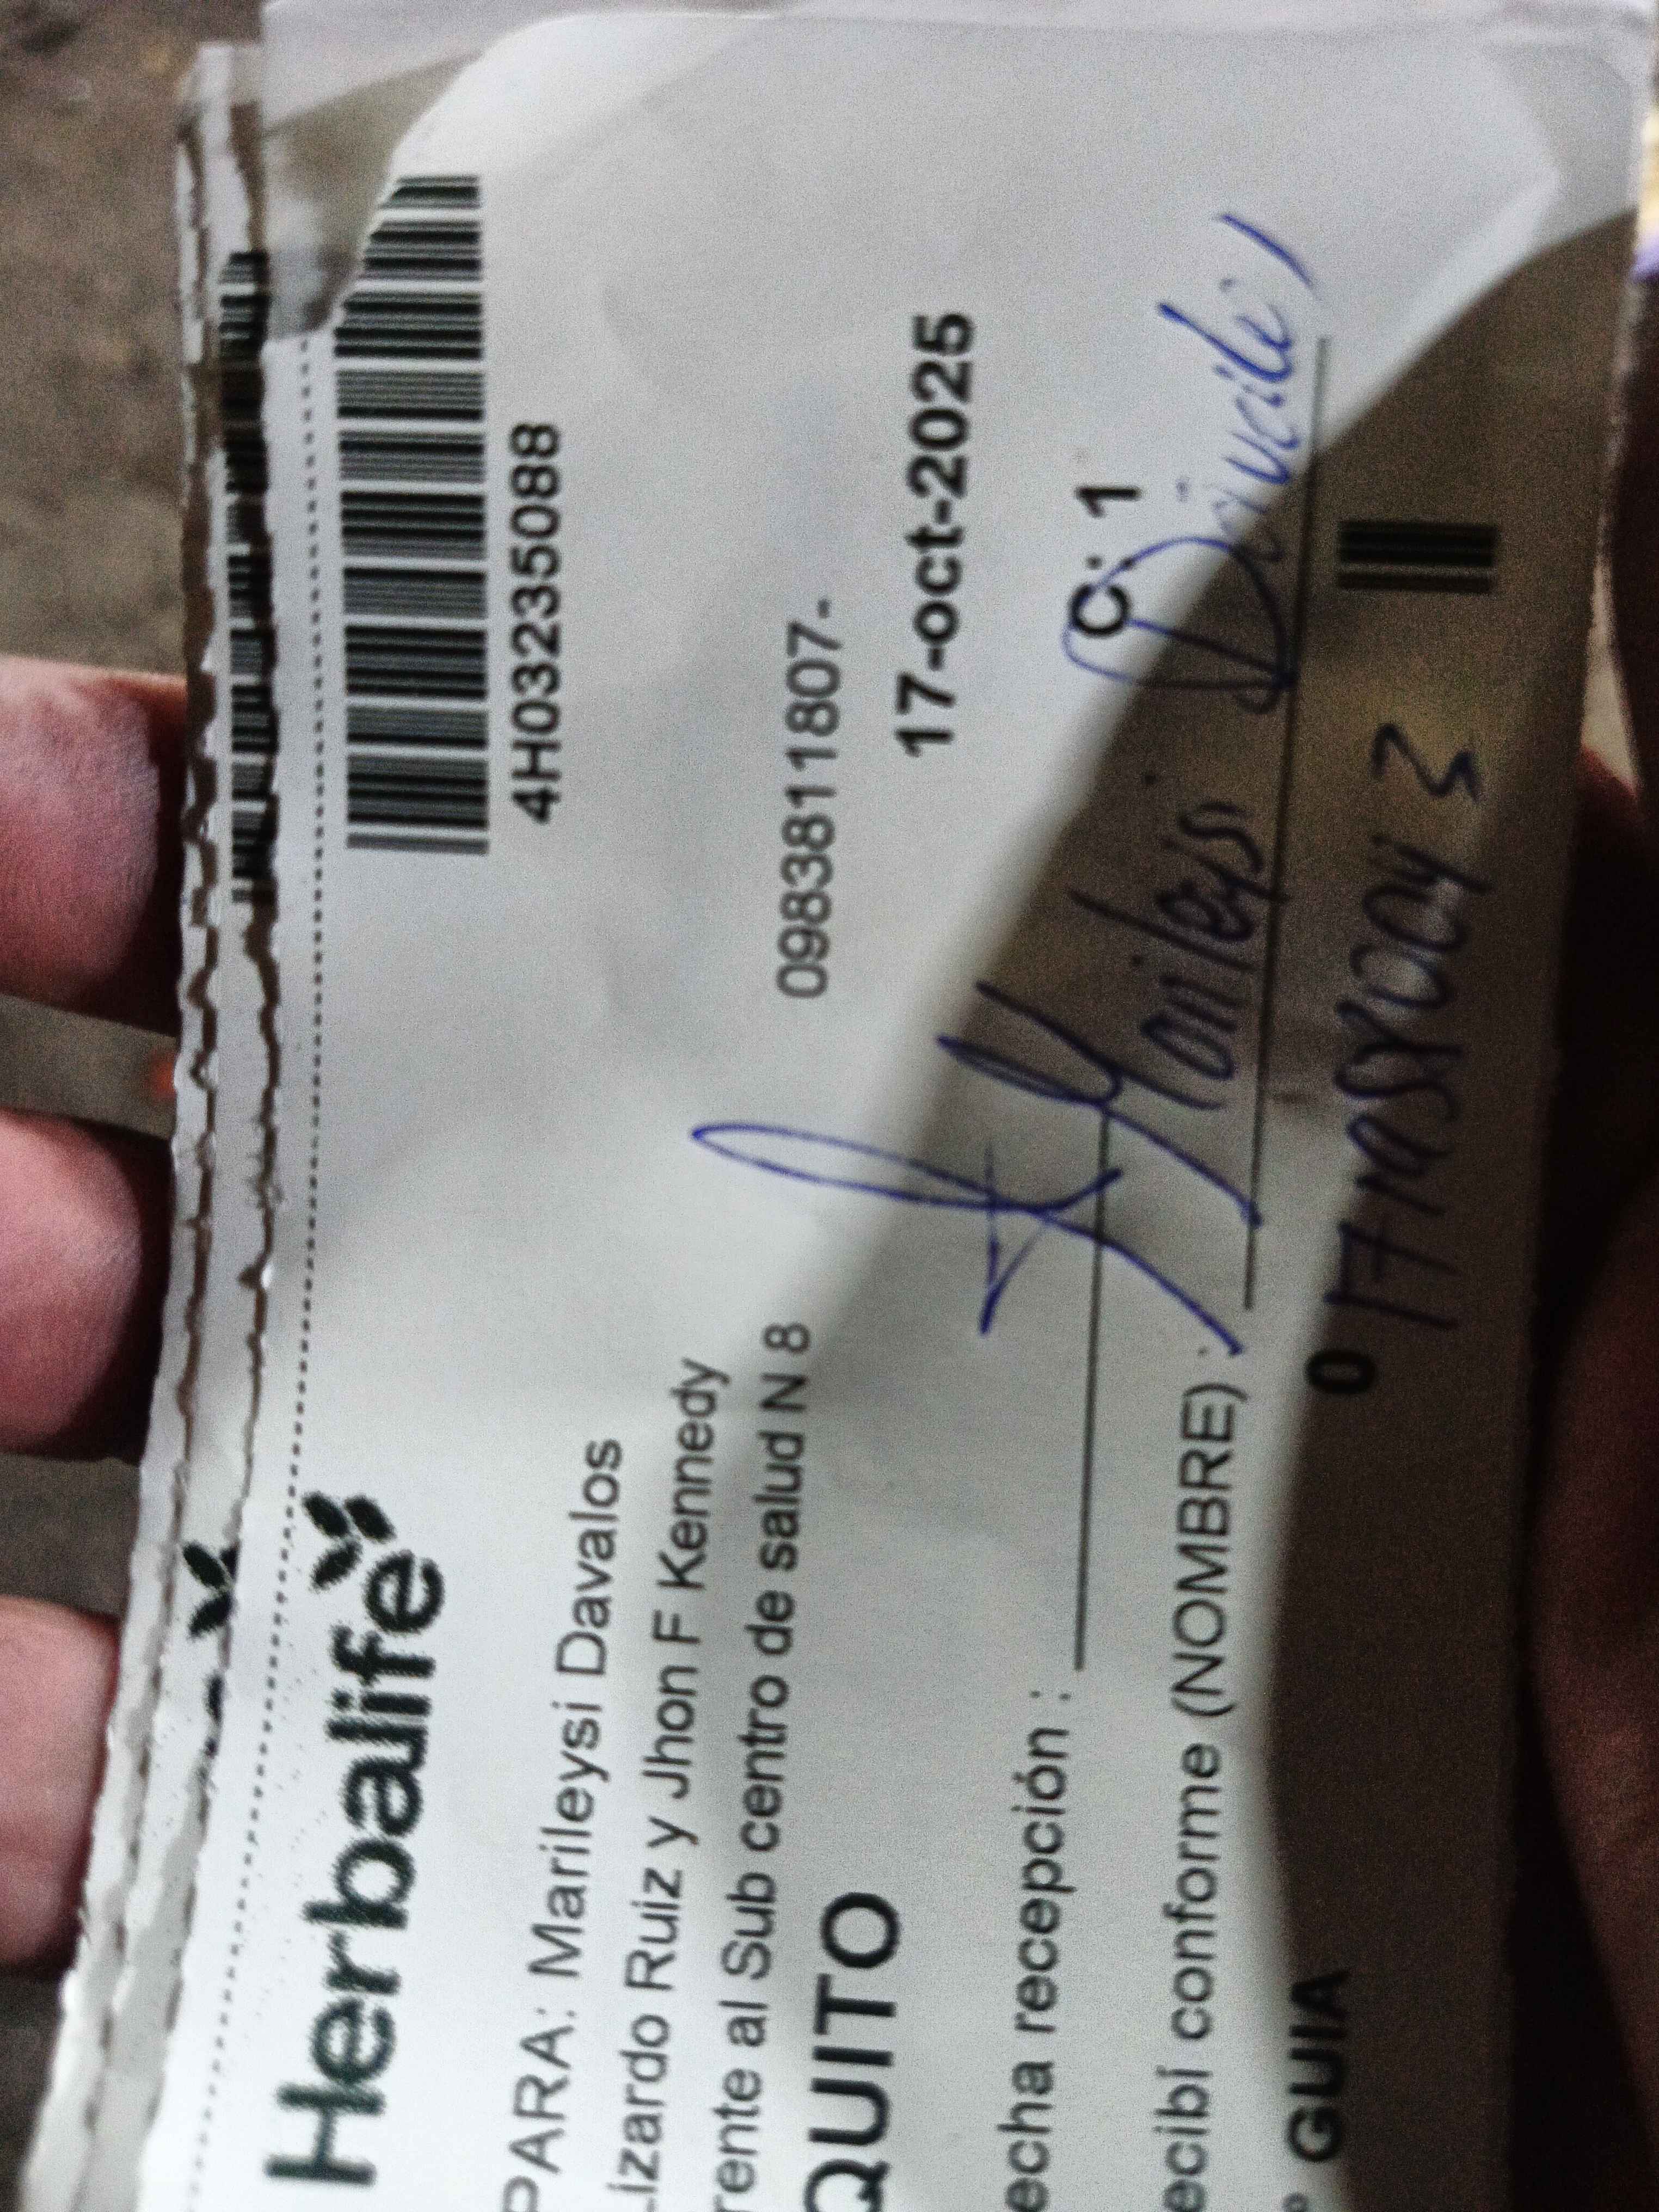 Herbalife
4H03235088
PARA: Marileysi Davalos
Lizardo Ruiz y Jhon F Kennedy
rente al Sub centro de salud N 8
0983811807-
QUITO
17-oct-2025
echa recepción :
C: 1
ecibí conforme (NOMBRE) : Marileysi
° GUIA
0